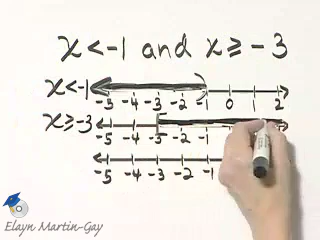 x < -1 and x ≥ -3
x < -1
-5 -4 -3 -2 -1 0 1 2
x ≥ -3
-5 -4 -3 -2 -1
-5 -4 -3 -2 -1
Elayn Martin-Gay